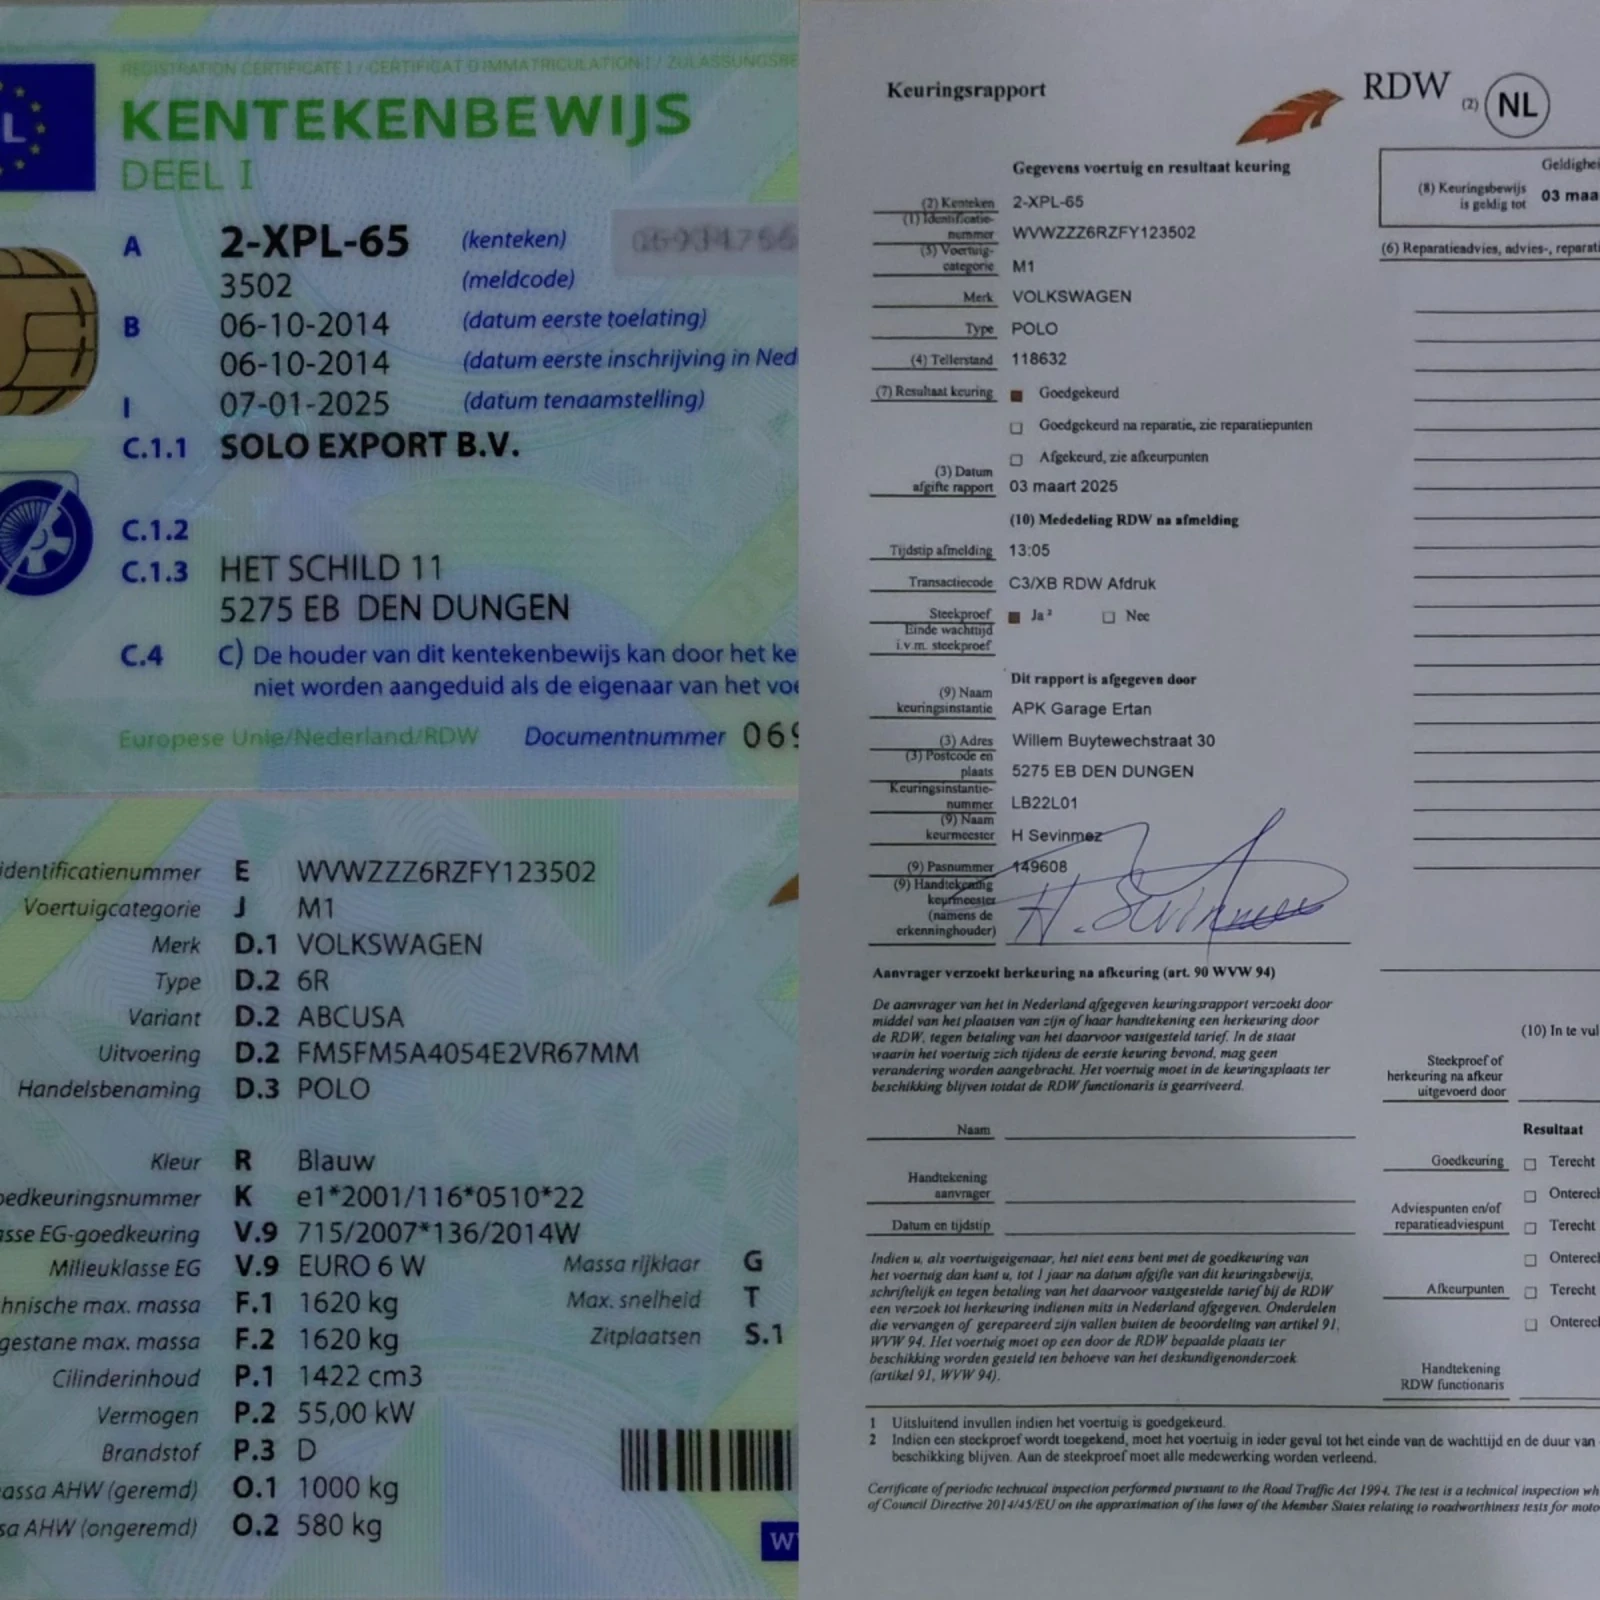 REGISTRATION CERTIFICATE I / CERTIFICAT D'IMMATRICULATION I / ZULASSUNGSBE
L
KENTEKENBEWIJS
DEEL I
A 2-XPL-65 (kenteken)
3502 (meldcode)
B 06-10-2014 (datum eerste toelating)
06-10-2014 (datum eerste inschrijving in Ned
I 07-01-2025 (datum tenaamstelling)
C.1.1 SOLO EXPORT B.V.
C.1.2
C.1.3 HET SCHILD 11
5275 EB DEN DUNGEN
C.4 C) De houder van dit kentekenbewijs kan door het ke
niet worden aangeduid als de eigenaar van het voe
Europese Unie/Nederland/RDW Documentnummer 069
identificatienummer E WVWZZZ6RZFY123502
Voertuigcategorie J M1
Merk D.1 VOLKSWAGEN
Type D.2 6R
Variant D.2 ABCUSA
Uitvoering D.2 FM5FM5A4054E2VR67MM
Handelsbenaming D.3 POLO
Kleur R Blauw
oedkeuringsnummer K e1*2001/116*0510*22
asse EG-goedkeuring V.9 715/2007*136/2014W
Milieuklasse EG V.9 EURO 6 W Massa rijklaar G
hnische max. massa F.1 1620 kg Max. snelheid T
gestane max. massa F.2 1620 kg Zitplaatsen S.1
Cilinderinhoud P.1 1422 cm3
Vermogen P.2 55,00 kW
Brandstof P.3 D
assa AHW (geremd) O.1 1000 kg
sa AHW (ongeremd) O.2 580 kg
Keuringsrapport
RDW (2) NL
Gegevens voertuig en resultaat keuring
(2) Kenteken 2-XPL-65
(1) Identificatie-
nummer WVWZZZ6RZFY123502
(5) Voertuig-
categorie M1
Merk VOLKSWAGEN
Type POLO
(4) Tellerstand 118632
(7) Resultaat keuring Goedgekeurd
Goedgekeurd na reparatie, zie reparatiepunten
Afgekeurd, zie afkeurpunten
(3) Datum
afgifte rapport 03 maart 2025
(10) Mededeling RDW na afmelding
Tijdstip afmelding 13:05
Transactiecode C3/XB RDW Afdruk
Steekproef Ja ² Nee
Einde wachttijd
i.v.m. steekproef
Dit rapport is afgegeven door
(9) Naam
keuringsinstantie APK Garage Ertan
(3) Adres Willem Buytewechstraat 30
(3) Postcode en
plaats 5275 EB DEN DUNGEN
Keuringsinstantie-
nummer LB22L01
(9) Naam
keurmeester H Sevinmez
(9) Pasnummer 149608
(9) Handtekening
keurmeester
(namens de
erkenninghouder)
H. Sevinmez
Aanvrager verzoekt herkeuring na afkeuring (art. 90 WVW 94)
De aanvrager van het in Nederland afgegeven keuringsrapport verzoekt door
middel van het plaatsen van zijn of haar handtekening een herkeuring door
de RDW, tegen betaling van het daarvoor vastgesteld tarief. In de staat
waarin het voertuig zich tijdens de eerste keuring bevond, mag geen
verandering worden aangebracht. Het voertuig moet in de keuringsplaats ter
beschikking blijven totdat de RDW functionaris is gearriveerd.
Naam
Handtekening
aanvrager
Datum en tijdstip
Indien u, als voertuigeigenaar, het niet eens bent met de goedkeuring van
het voertuig dan kunt u, tot 1 jaar na datum afgifte van dit keuringsbewijs,
schriftelijk en tegen betaling van het daarvoor vastgestelde tarief bij de RDW
een verzoek tot herkeuring indienen mits in Nederland afgegeven. Onderdelen
die vervangen of gerepareerd zijn vallen buiten de beoordeling van artikel 91,
WVW 94. Het voertuig moet op een door de RDW bepaalde plaats ter
beschikking worden gesteld ten behoeve van het deskundigenonderzoek
(artikel 91, WVW 94).
Geldighei
(8) Keuringsbewijs
is geldig tot 03 maa
(6) Reparatieadvies, advies-, reparati
(10) In te vul
Steekproef of
herkeuring na afkeur
uitgevoerd door
Resultaat
Goedkeuring Terecht
Onterech
Adviespunten en/of
reparatieadviespunt Terecht
Onterech
Afkeurpunten Terecht
Onterech
Handtekening
RDW functionaris
1 Uitsluitend invullen indien het voertuig is goedgekeurd.
2 Indien een steekproef wordt toegekend, moet het voertuig in ieder geval tot het einde van de wachttijd en de duur van
beschikking blijven. Aan de steekproef moet alle medewerking worden verleend.
Certificate of periodic technical inspection performed pursuant to the Road Traffic Act 1994. The test is a technical inspection wh
of Council Directive 2014/45/EU on the approximation of the laws of the Member States relating to roadworthiness tests for moto